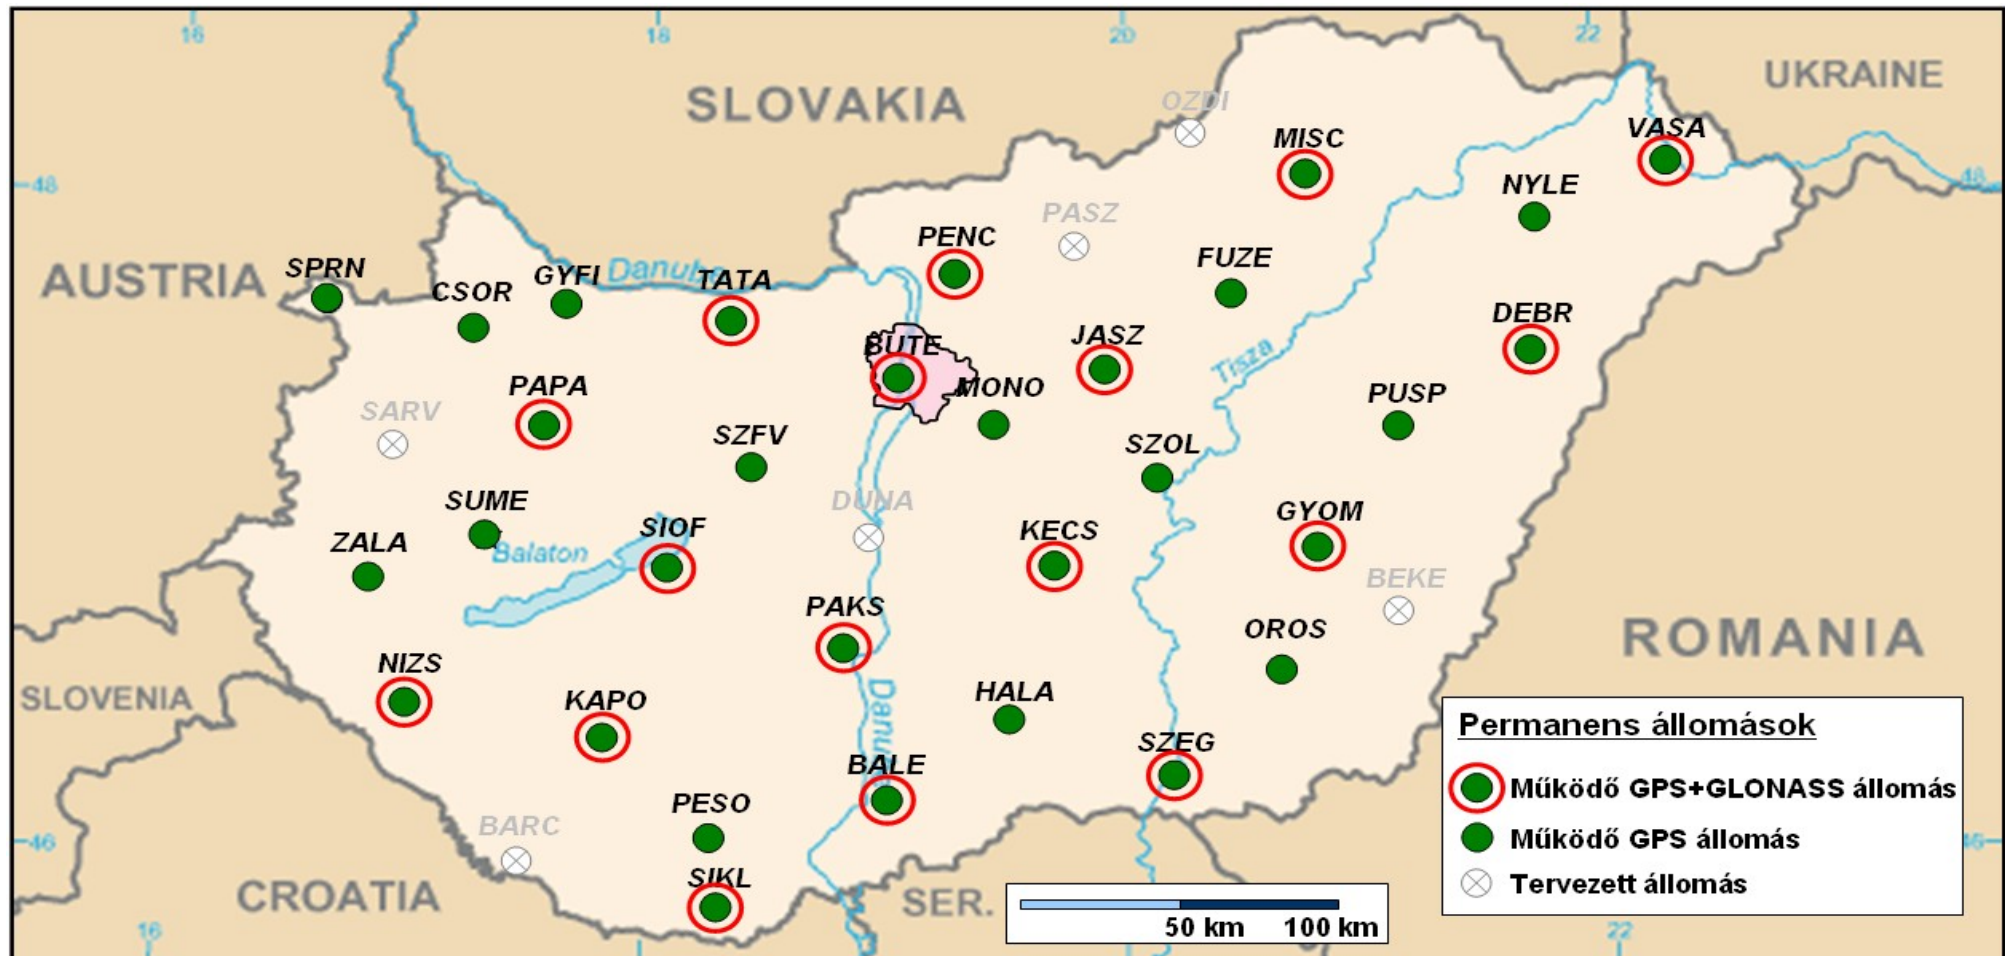 16
18
20
22
UKRAINE
SLOVAKIA
OZDI
VASA
MISC
48
NYLE
48
PASZ
PENC
FUZE
AUSTRIA
SPRN
GYFI
Danube
TATA
CSOR
DEBR
BUTE
JASZ
Tisza
PAPA
MONO
PUSP
SARV
SZFV
SZOL
SUME
DUNA
GYOM
SIOF
KECS
ZALA
Balaton
BEKE
PAKS
OROS
ROMANIA
NIZS
SLOVENIA
KAPO
HALA
Danube
SZEG
BALE
PESO
BARC
46
46
SIKL
CROATIA
SER.
16
22
50 km
100 km
Permanens állomások
Működő GPS+GLONASS állomás
Működő GPS állomás
Tervezett állomás